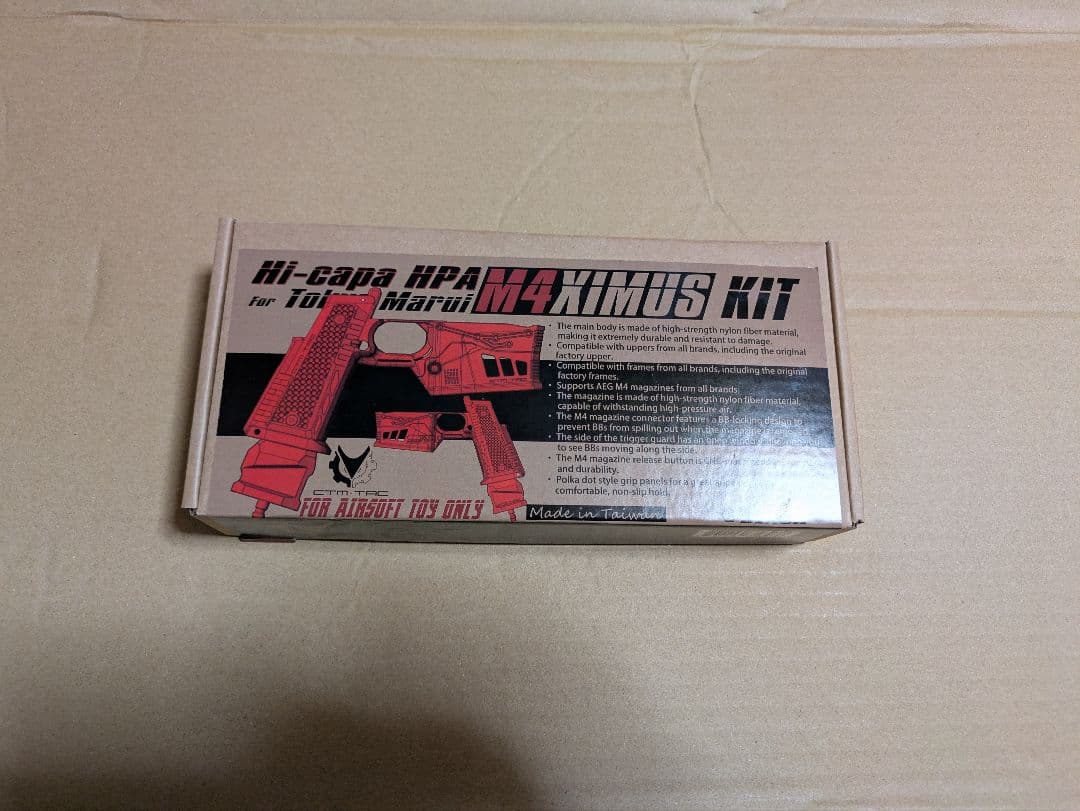 Hi-capa HPA M4XIMUS KIT
For Marui
• The main body is made of high-strength nylon fiber material,
making it extremely durable and resistant to damage.
• Compatible with uppers from all brands, including the original
factory upper.
• Compatible with frames from all brands, including the original
factory frames.
• Supports AEG M4 magazines from all brands.
• The magazine is made of high-strength nylon fiber material,
capable of withstanding high-pressure air.
• The M4 magazine connector features a BB-locking design to
prevent BBs from spilling out when the magazine is removed.
• The side of the trigger guard has an open
to see BBs moving along the side.
• The M4 magazine release button is
and durability.
• Polka dot style grip panels for a
comfortable, non-slip hold.
CTM-TAC
FOR AIRSOFT TOY ONLY
Made in Taiwan